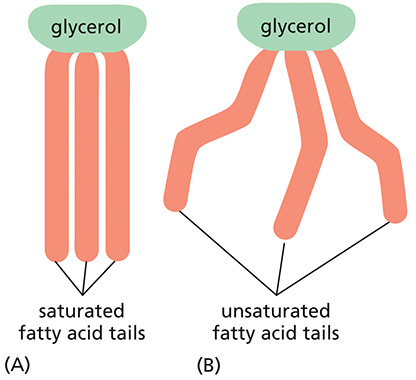 glycerol
saturated
fatty acid tails
(A)
glycerol
unsaturated
fatty acid tails
(B)